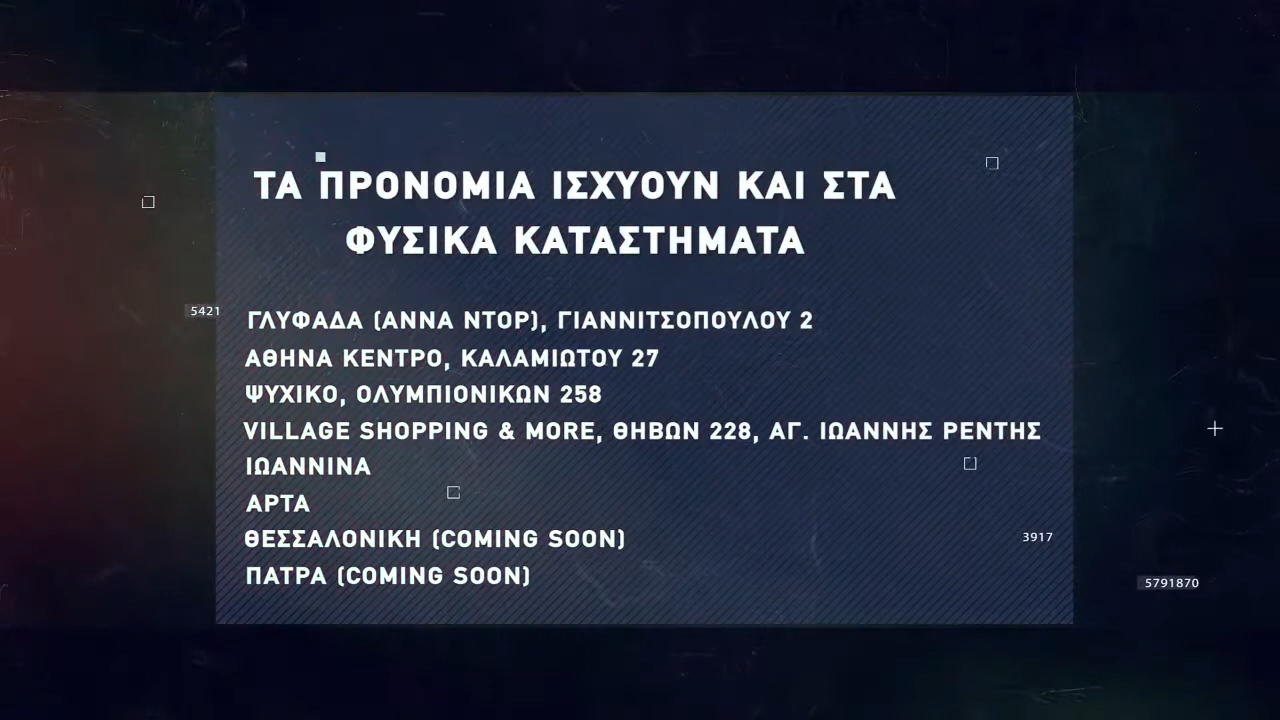 ΤΑ ΠΡΟΝΟΜΙΑ ΙΣΧΥΟΥΝ ΚΑΙ ΣΤΑ
ΦΥΣΙΚΑ ΚΑΤΑΣΤΗΜΑΤΑ
5421
ΓΛΥΦΑΔΑ (ΑΝΝΑ ΝΤΟΡ), ΓΙΑΝΝΙΤΣΟΠΟΥΛΟΥ 2
ΑΘΗΝΑ ΚΕΝΤΡΟ, ΚΑΛΑΜΙΩΤΟΥ 27
ΨΥΧΙΚΟ, ΟΛΥΜΠΙΟΝΙΚΩΝ 258
VILLAGE SHOPPING & MORE, ΘΗΒΩΝ 228, ΑΓ. ΙΩΑΝΝΗΣ ΡΕΝΤΗΣ
ΙΩΑΝΝΙΝΑ
ΑΡΤΑ
ΘΕΣΣΑΛΟΝΙΚΗ (COMING SOON)
3917
ΠΑΤΡΑ (COMING SOON)
5791870